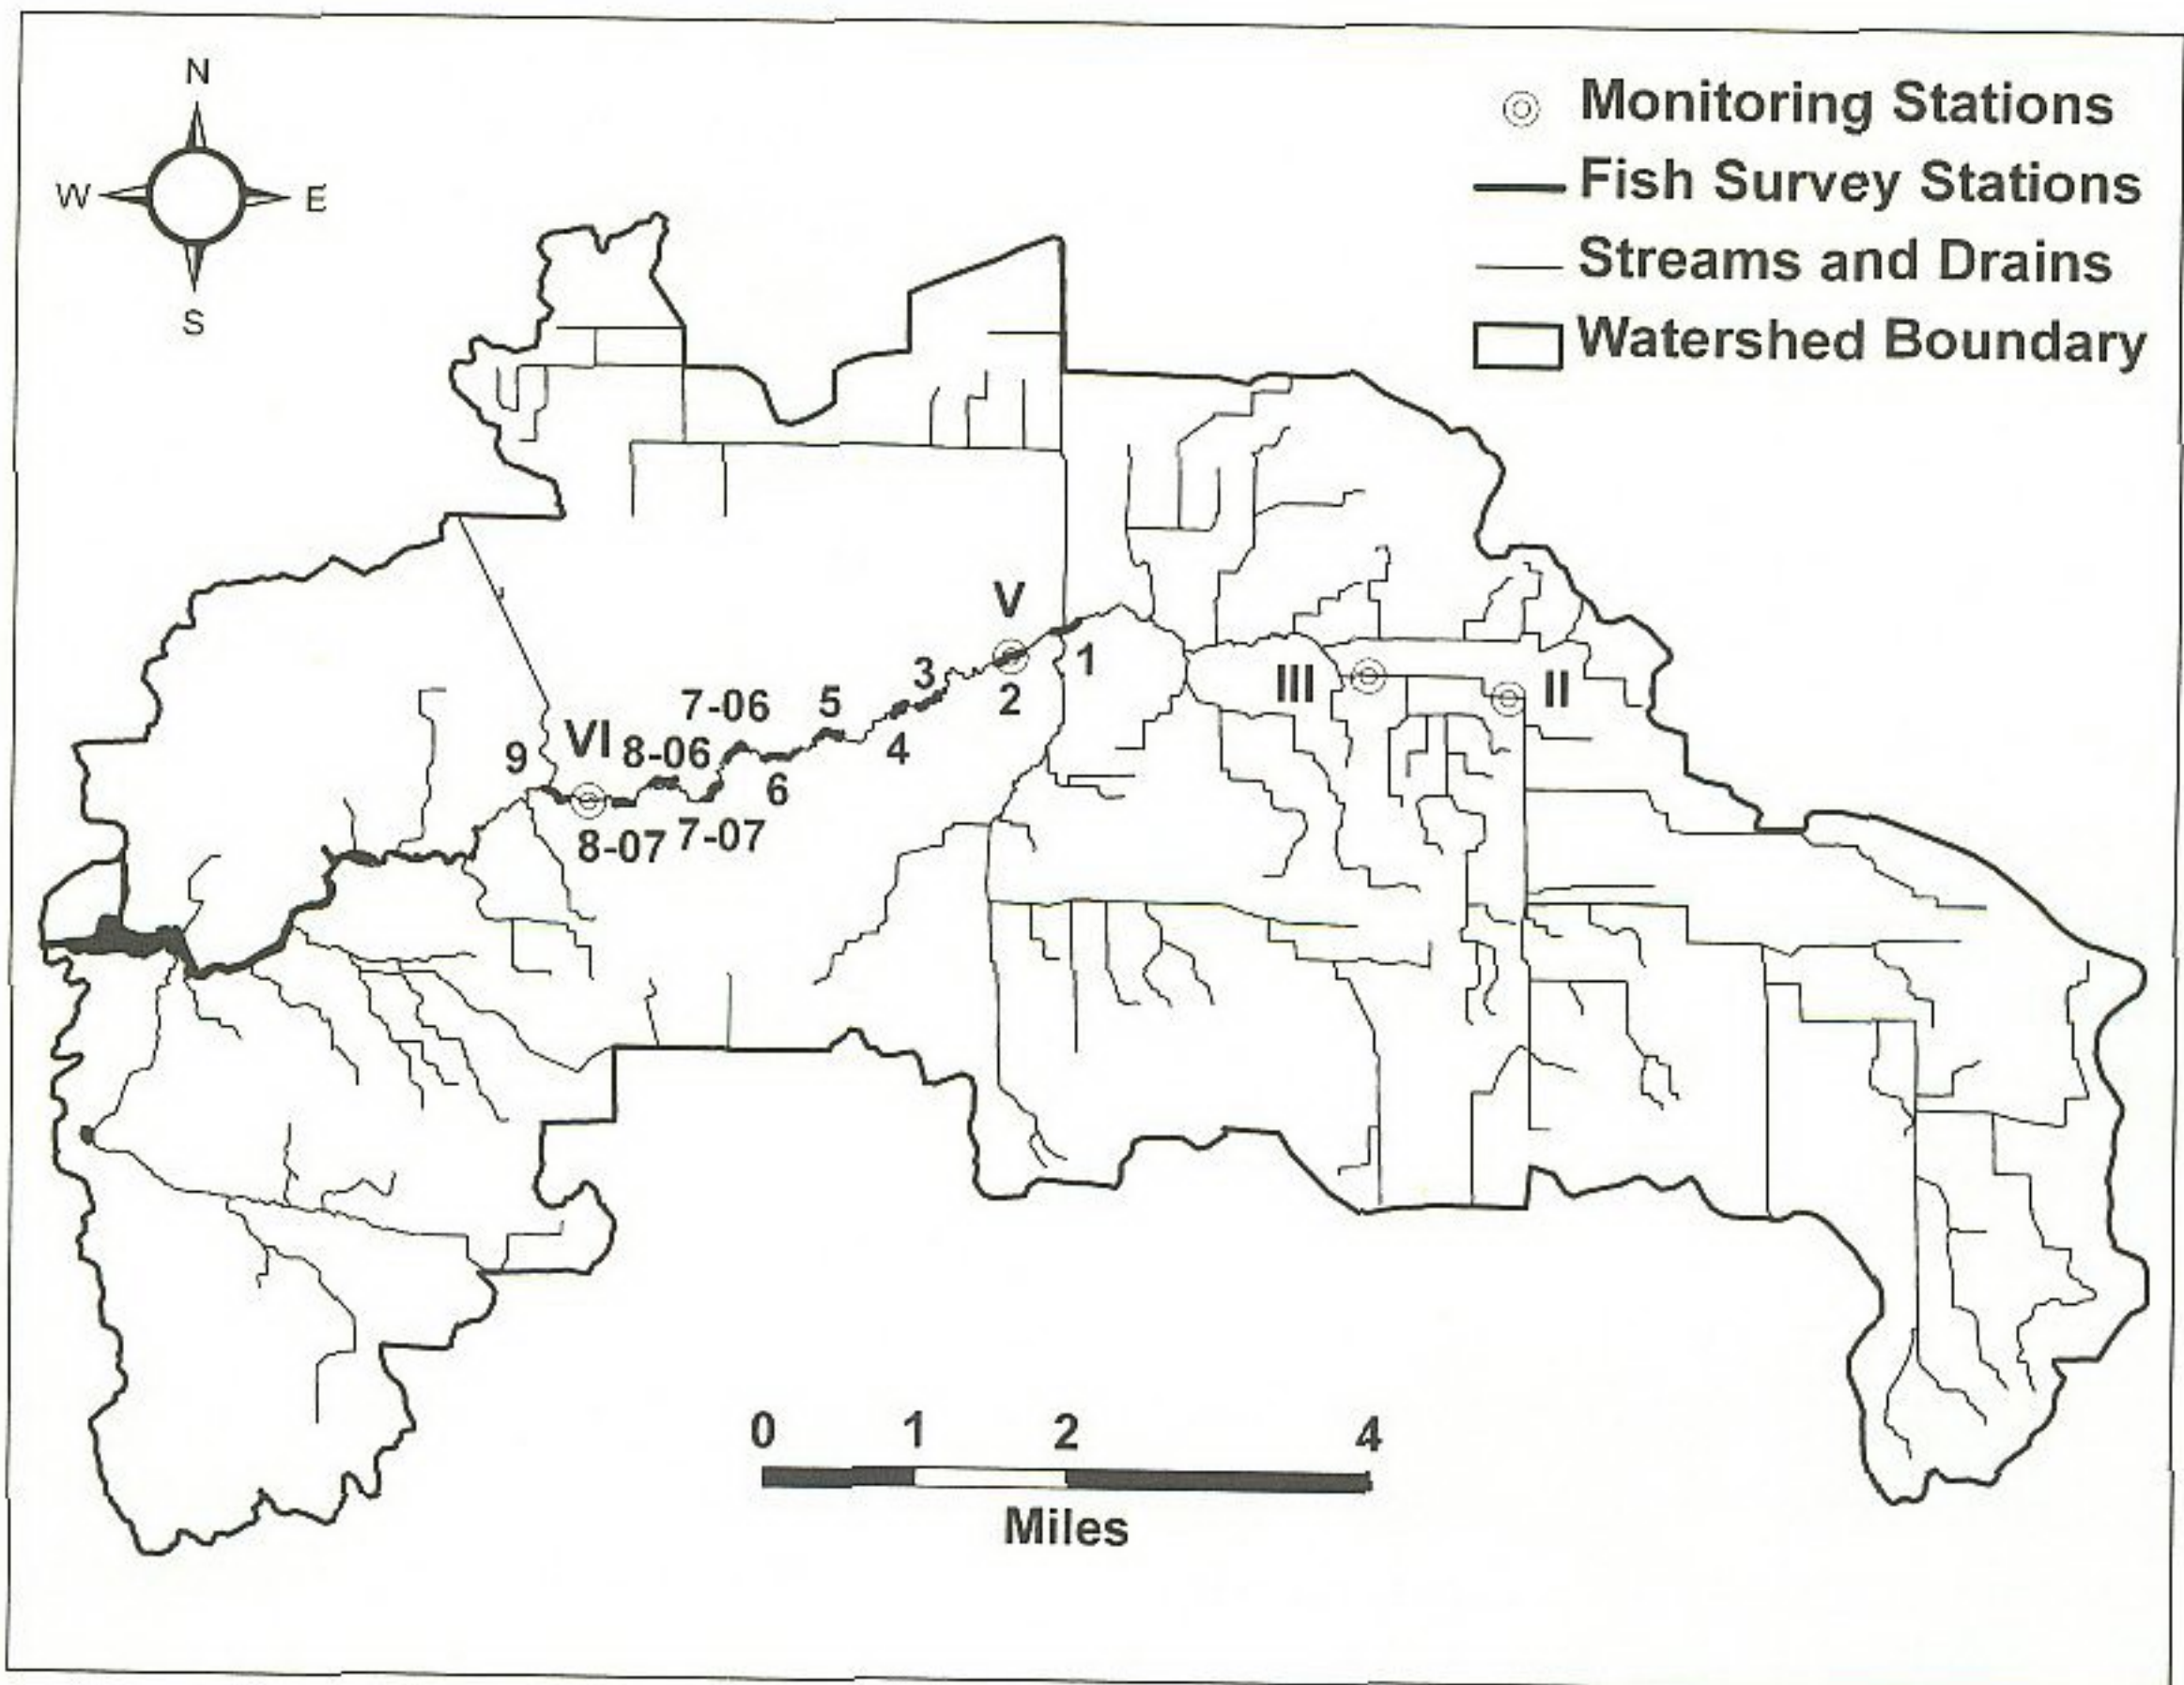 N
W E
S
Monitoring Stations
Fish Survey Stations
Streams and Drains
Watershed Boundary
V
1
3
2
III
II
7-06
5
4
VI
8-06
9
6
8-07
7-07
0 1 2 4
Miles